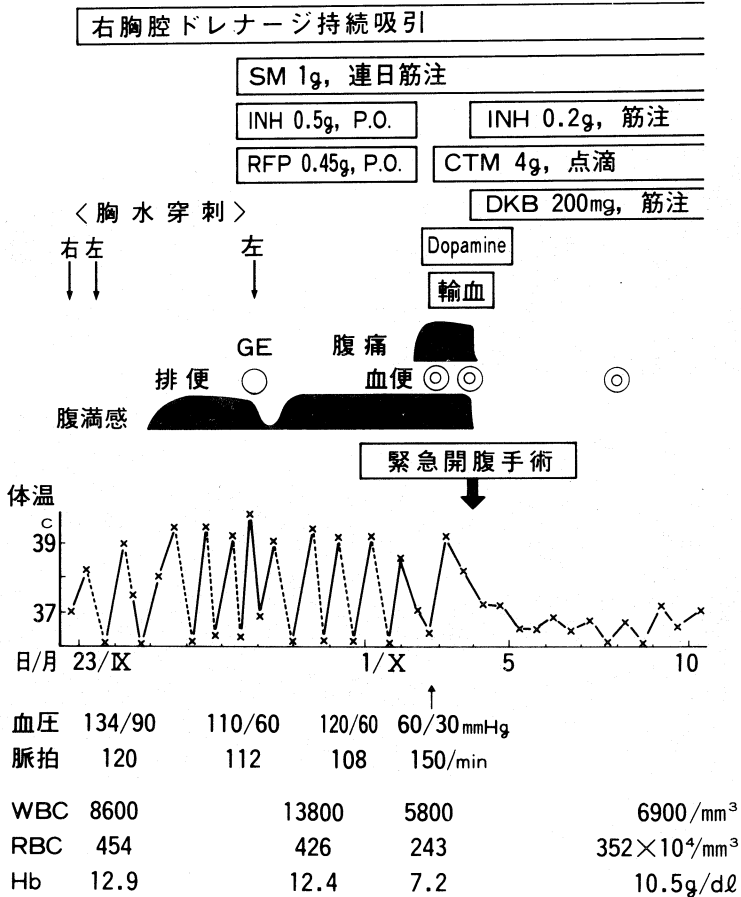 右胸腔ドレナージ持続吸引
SM 1g, 連日筋注
INH 0.5g, P.O.
INH 0.2g, 筋注
RFP 0.45g, P.O.
CTM 4g, 点滴
DKB 200mg, 筋注
〈胸水穿刺〉
右 左 左
Dopamine
輸血
GE
腹痛
排便
血便
腹満感
緊急開腹手術
体温
C
39
37
日/月 23/Ⅸ 1/Ⅹ 5 10
血圧 134/90 110/60 120/60 60/30mmHg
脈拍 120 112 108 150/min
WBC 8600 13800 5800 6900/mm³
RBC 454 426 243 352×10⁴/mm³
Hb 12.9 12.4 7.2 10.5g/dℓ